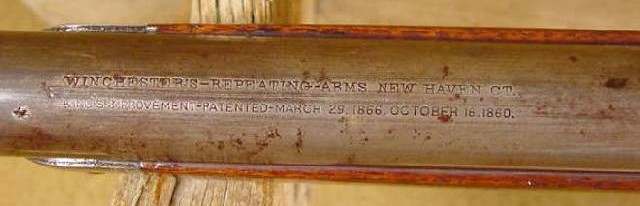 WINCHESTER'S-REPEATING-ARMS. NEW HAVEN. CT.
KING'S-IMPROVEMENT-PATENTED-MARCH 29. 1866. OCTOBER 16. 1860.